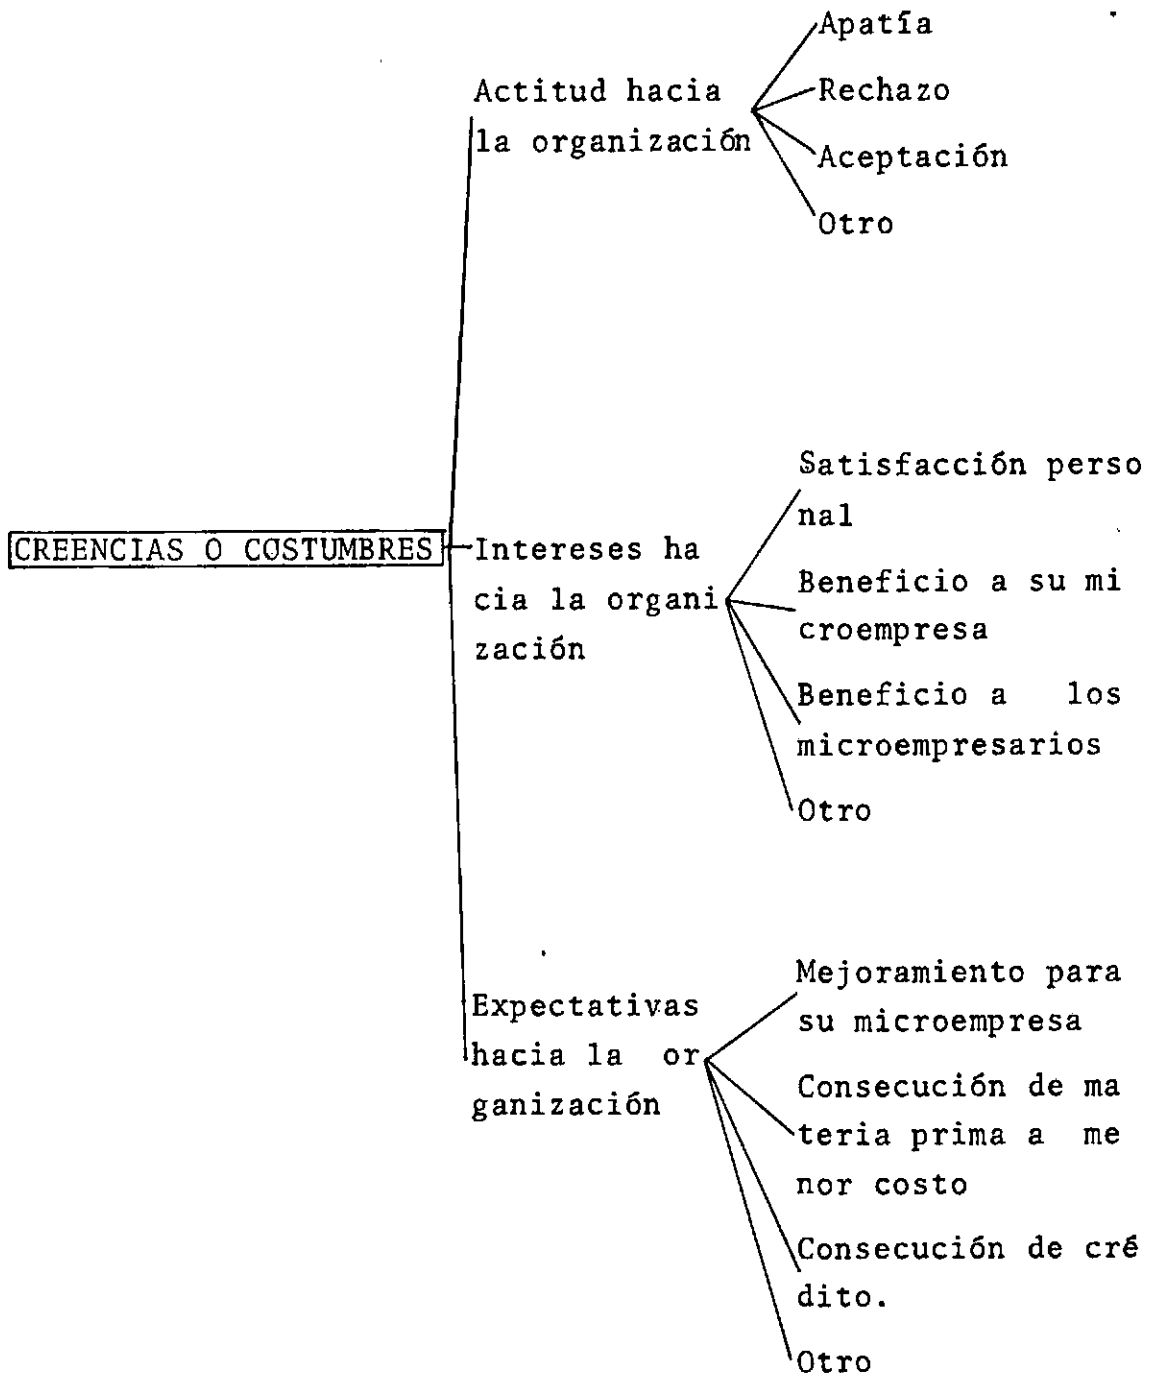 Apatía
Actitud hacia
la organización
Rechazo
Aceptación
Otro
CREENCIAS O COSTUMBRES
Intereses ha
cia la organi
zación
Satisfacción perso
nal
Beneficio a su mi
croempresa
Beneficio a los
microempresarios
Otro
Expectativas
hacia la or
ganización
Mejoramiento para
su microempresa
Consecución de ma
teria prima a me
nor costo
Consecución de cré
dito.
Otro